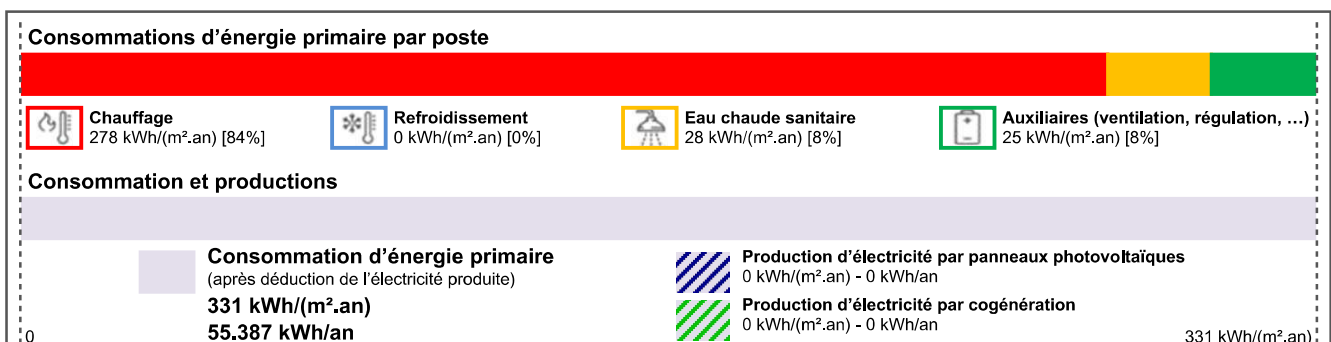 Consommations d’énergie primaire par poste
Chauffage
278 kWh/(m².an) [84%]
Refroidissement
0 kWh/(m².an) [0%]
Eau chaude sanitaire
28 kWh/(m².an) [8%]
Auxiliaires (ventilation, régulation, …)
25 kWh/(m².an) [8%]
Consommation et productions
Consommation d’énergie primaire
(après déduction de l’électricité produite)
331 kWh/(m².an)
55.387 kWh/an
Production d’électricité par panneaux photovoltaïques
0 kWh/(m².an) - 0 kWh/an
Production d’électricité par cogénération
0 kWh/(m².an) - 0 kWh/an
0
331 kWh/(m².an)